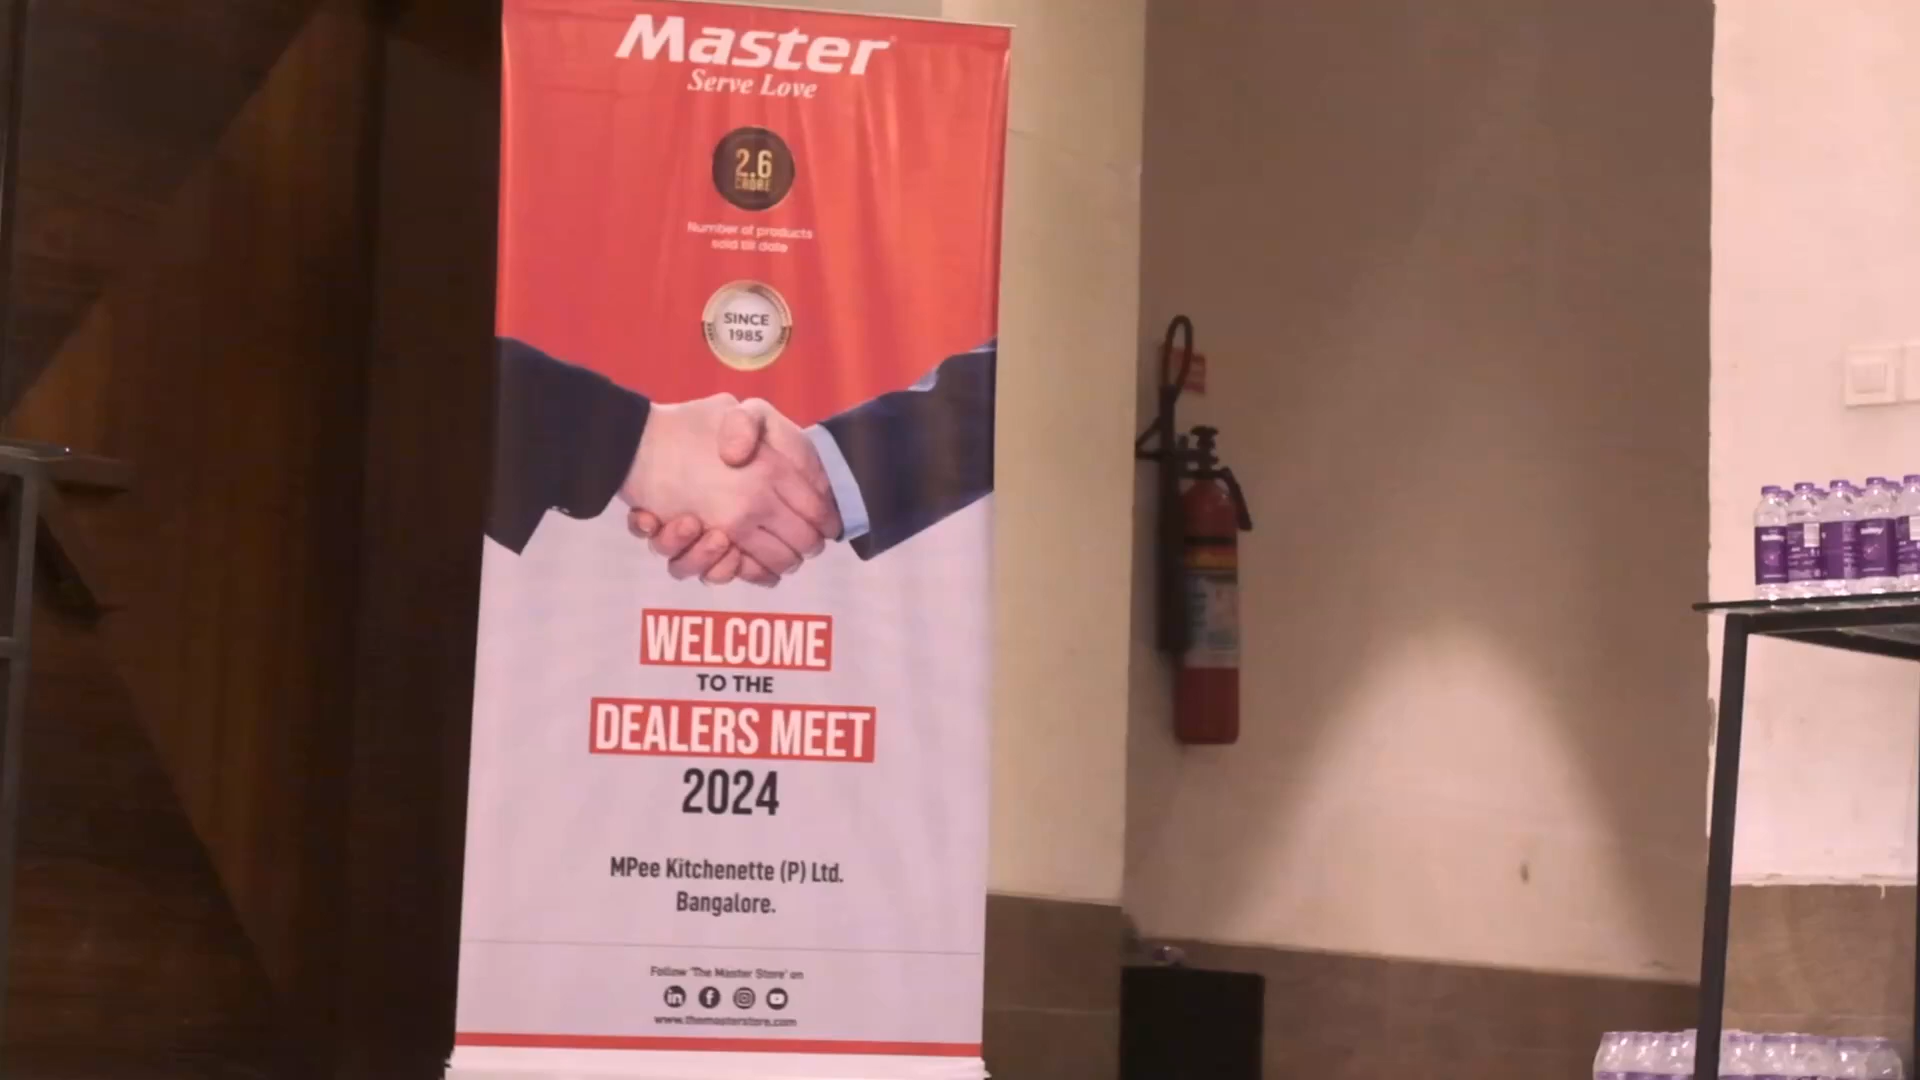 Master
Serve Love
2.6
CRORE
Number of products
sold till date
SINCE
1985
WELCOME
TO THE
DEALERS MEET
2024
MPee Kitchenette (P) Ltd.
Bangalore.
Follow 'The Master Store' on
in f
www.themasterstore.com